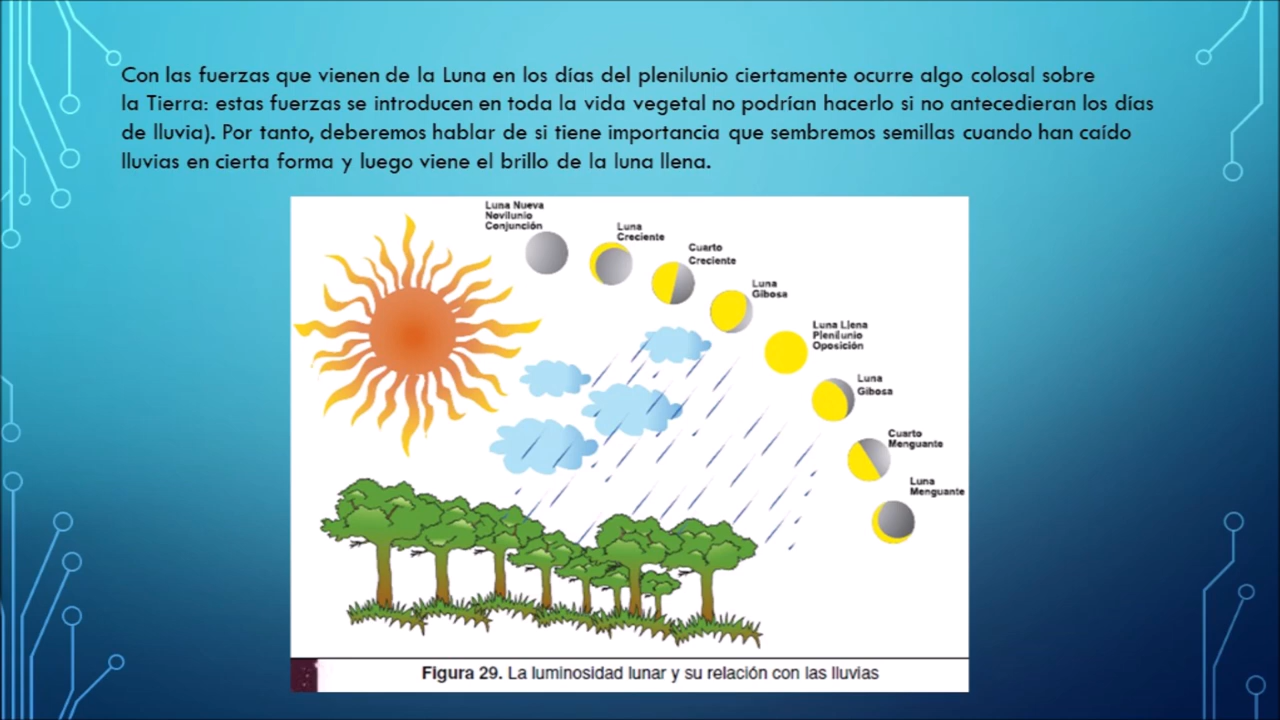 Con las fuerzas que vienen de la Luna en los días del plenilunio ciertamente ocurre algo colosal sobre
la Tierra: estas fuerzas se introducen en toda la vida vegetal no podrían hacerlo si no antecedieran los días
de lluvia). Por tanto, deberemos hablar de si tiene importancia que sembremos semillas cuando han caído
lluvias en cierta forma y luego viene el brillo de la luna llena.
Luna Nueva
Novilunio
Conjunción
Luna
Creciente
Cuarto
Creciente
Luna
Gibosa
Luna Llena
Plenilunio
Oposición
Luna
Gibosa
Cuarto
Menguante
Luna
Menguante
Figura 29. La luminosidad lunar y su relación con las lluvias